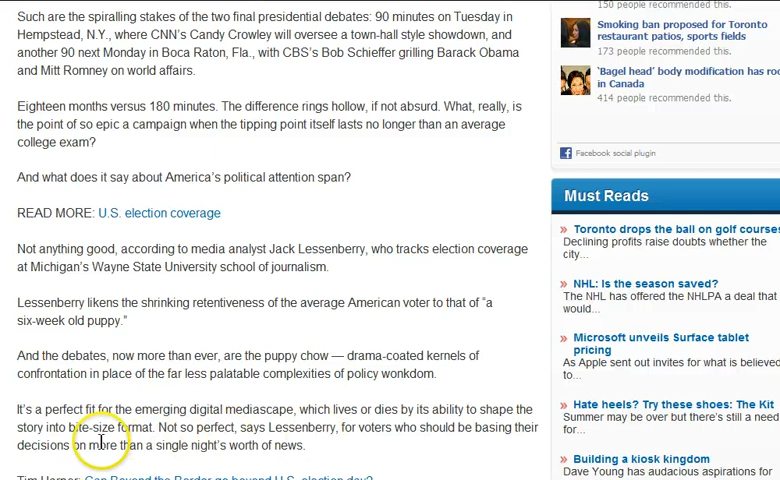 Such are the spiralling stakes of the two final presidential debates: 90 minutes on Tuesday in
Hempstead, N.Y., where CNN's Candy Crowley will oversee a town-hall style showdown, and
another 90 next Monday in Boca Raton, Fla., with CBS's Bob Schieffer grilling Barack Obama
and Mitt Romney on world affairs.
Eighteen months versus 180 minutes. The difference rings hollow, if not absurd. What, really, is
the point of so epic a campaign when the tipping point itself lasts no longer than an average
college exam?
And what does it say about America's political attention span?
READ MORE: U.S. election coverage
Not anything good, according to media analyst Jack Lessenberry, who tracks election coverage
at Michigan's Wayne State University school of journalism.
Lessenberry likens the shrinking retentiveness of the average American voter to that of “a
six-week old puppy.”
And the debates, now more than ever, are the puppy chow — drama-coated kernels of
confrontation in place of the far less palatable complexities of policy wonkdom.
It's a perfect fit for the emerging digital mediascape, which lives or dies by its ability to shape the
story into bite-size format. Not so perfect, says Lessenberry, for voters who should be basing their
decisions on more than a single night's worth of news.
150 people recommended this.
Smoking ban proposed for Toronto
restaurant patios, sports fields
173 people recommended this.
'Bagel head' body modification has
in Canada
414 people recommended this.
Facebook social plugin
Must Reads
» Toronto drops the ball on golf courses
Declining profits raise doubts whether the
city...
» NHL: Is the season saved?
The NHL has offered the NHLPA a deal that
would...
» Microsoft unveils Surface tablet
pricing
As Apple sent out invites for what is believed
to...
» Hate heels? Try these shoes: The Kit
Summer may be over but there's still a need
for...
» Building a kiosk kingdom
Dave Young has audacious aspirations for